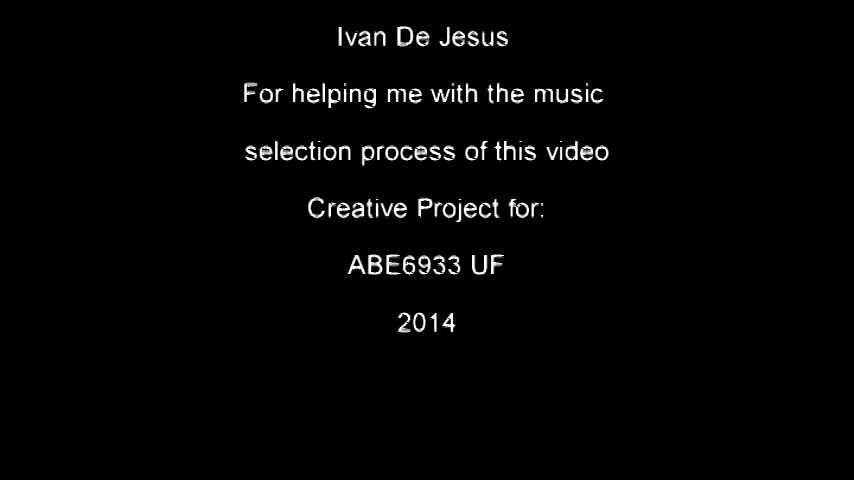 Ivan De Jesus
For helping me with the music
selection process of this video
Creative Project for:
ABE6933 UF
2014